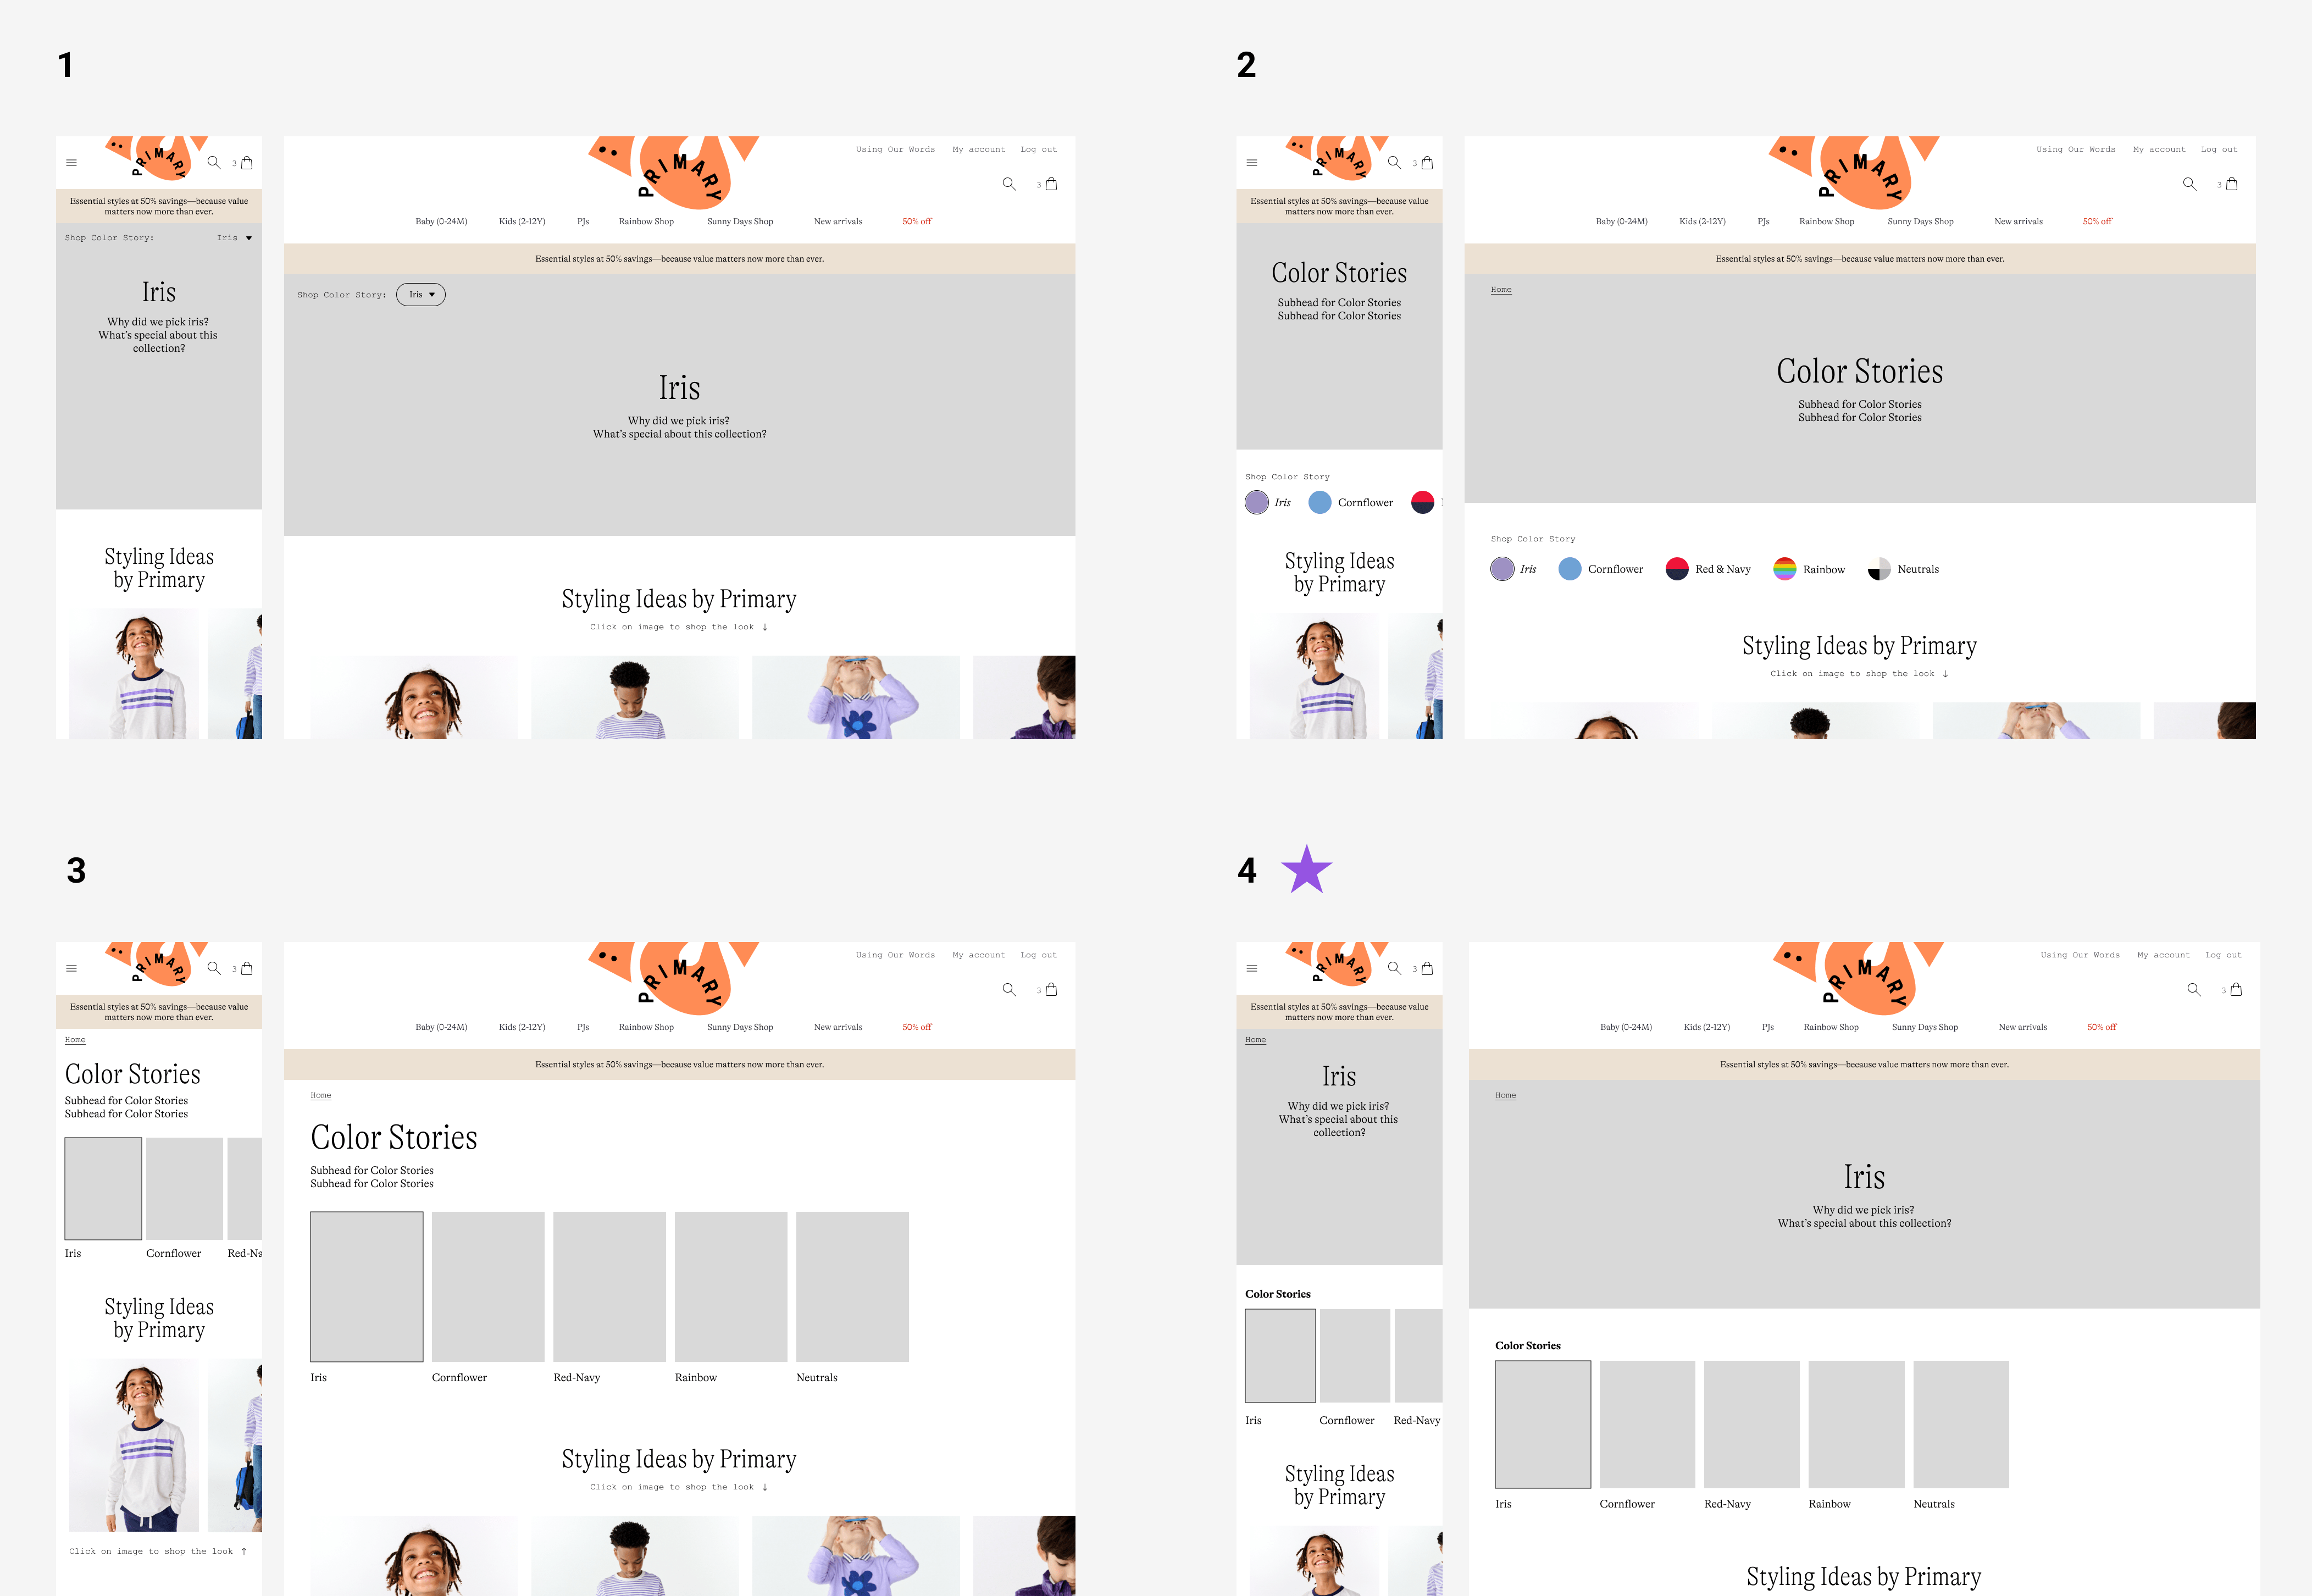 1
PRIMARY
3
Essential styles at 50% savings—because value
matters now more than ever.
Shop Color Story: Iris
Iris
Why did we pick iris?
What's special about this
collection?
Styling Ideas
by Primary
PRIMARY
Using Our Words My account Log out
3
Baby (0-24M) Kids (2-12Y) PJs Rainbow Shop Sunny Days Shop New arrivals 50% off
Essential styles at 50% savings—because value matters now more than ever.
Shop Color Story: Iris
Iris
Why did we pick iris?
What's special about this collection?
Styling Ideas by Primary
Click on image to shop the look ↓
2
PRIMARY
3
Essential styles at 50% savings—because value
matters now more than ever.
Color Stories
Subhead for Color Stories
Subhead for Color Stories
Shop Color Story
Iris Cornflower
Styling Ideas
by Primary
PRIMARY
Using Our Words My account Log out
3
Baby (0-24M) Kids (2-12Y) PJs Rainbow Shop Sunny Days Shop New arrivals 50% off
Essential styles at 50% savings—because value matters now more than ever.
Home
Color Stories
Subhead for Color Stories
Subhead for Color Stories
Shop Color Story
Iris Cornflower Red & Navy Rainbow Neutrals
Styling Ideas by Primary
Click on image to shop the look ↓
3
PRIMARY
3
Essential styles at 50% savings—because value
matters now more than ever.
Home
Color Stories
Subhead for Color Stories
Subhead for Color Stories
Iris Cornflower Red-Na
Styling Ideas
by Primary
Click on image to shop the look ↑
PRIMARY
Using Our Words My account Log out
3
Baby (0-24M) Kids (2-12Y) PJs Rainbow Shop Sunny Days Shop New arrivals 50% off
Essential styles at 50% savings—because value matters now more than ever.
Home
Color Stories
Subhead for Color Stories
Subhead for Color Stories
Iris Cornflower Red-Navy Rainbow Neutrals
Styling Ideas by Primary
Click on image to shop the look ↓
4
PRIMARY
3
Essential styles at 50% savings—because value
matters now more than ever.
Home
Iris
Why did we pick iris?
What's special about this
collection?
Color Stories
Iris Cornflower Red-Navy
Styling Ideas
by Primary
PRIMARY
Using Our Words My account Log out
3
Baby (0-24M) Kids (2-12Y) PJs Rainbow Shop Sunny Days Shop New arrivals 50% off
Essential styles at 50% savings—because value matters now more than ever.
Home
Iris
Why did we pick iris?
What's special about this collection?
Color Stories
Iris Cornflower Red-Navy Rainbow Neutrals
Styling Ideas by Primary